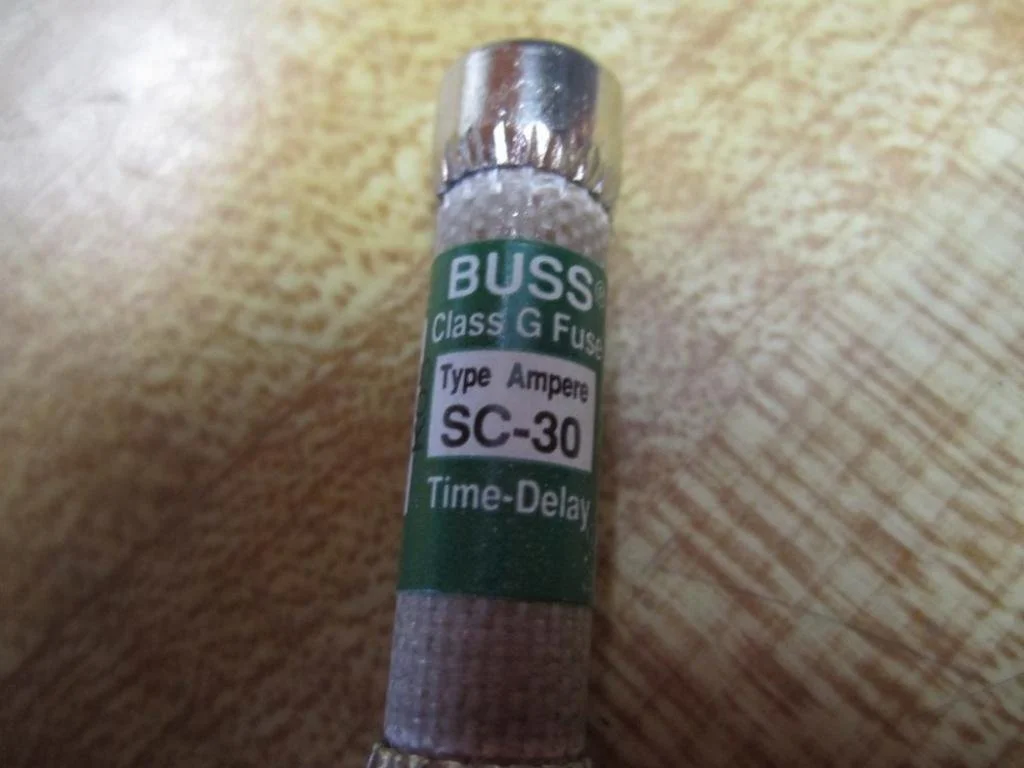 BUSS®
Class G Fuse
Type Ampere
SC-30
Time-Delay